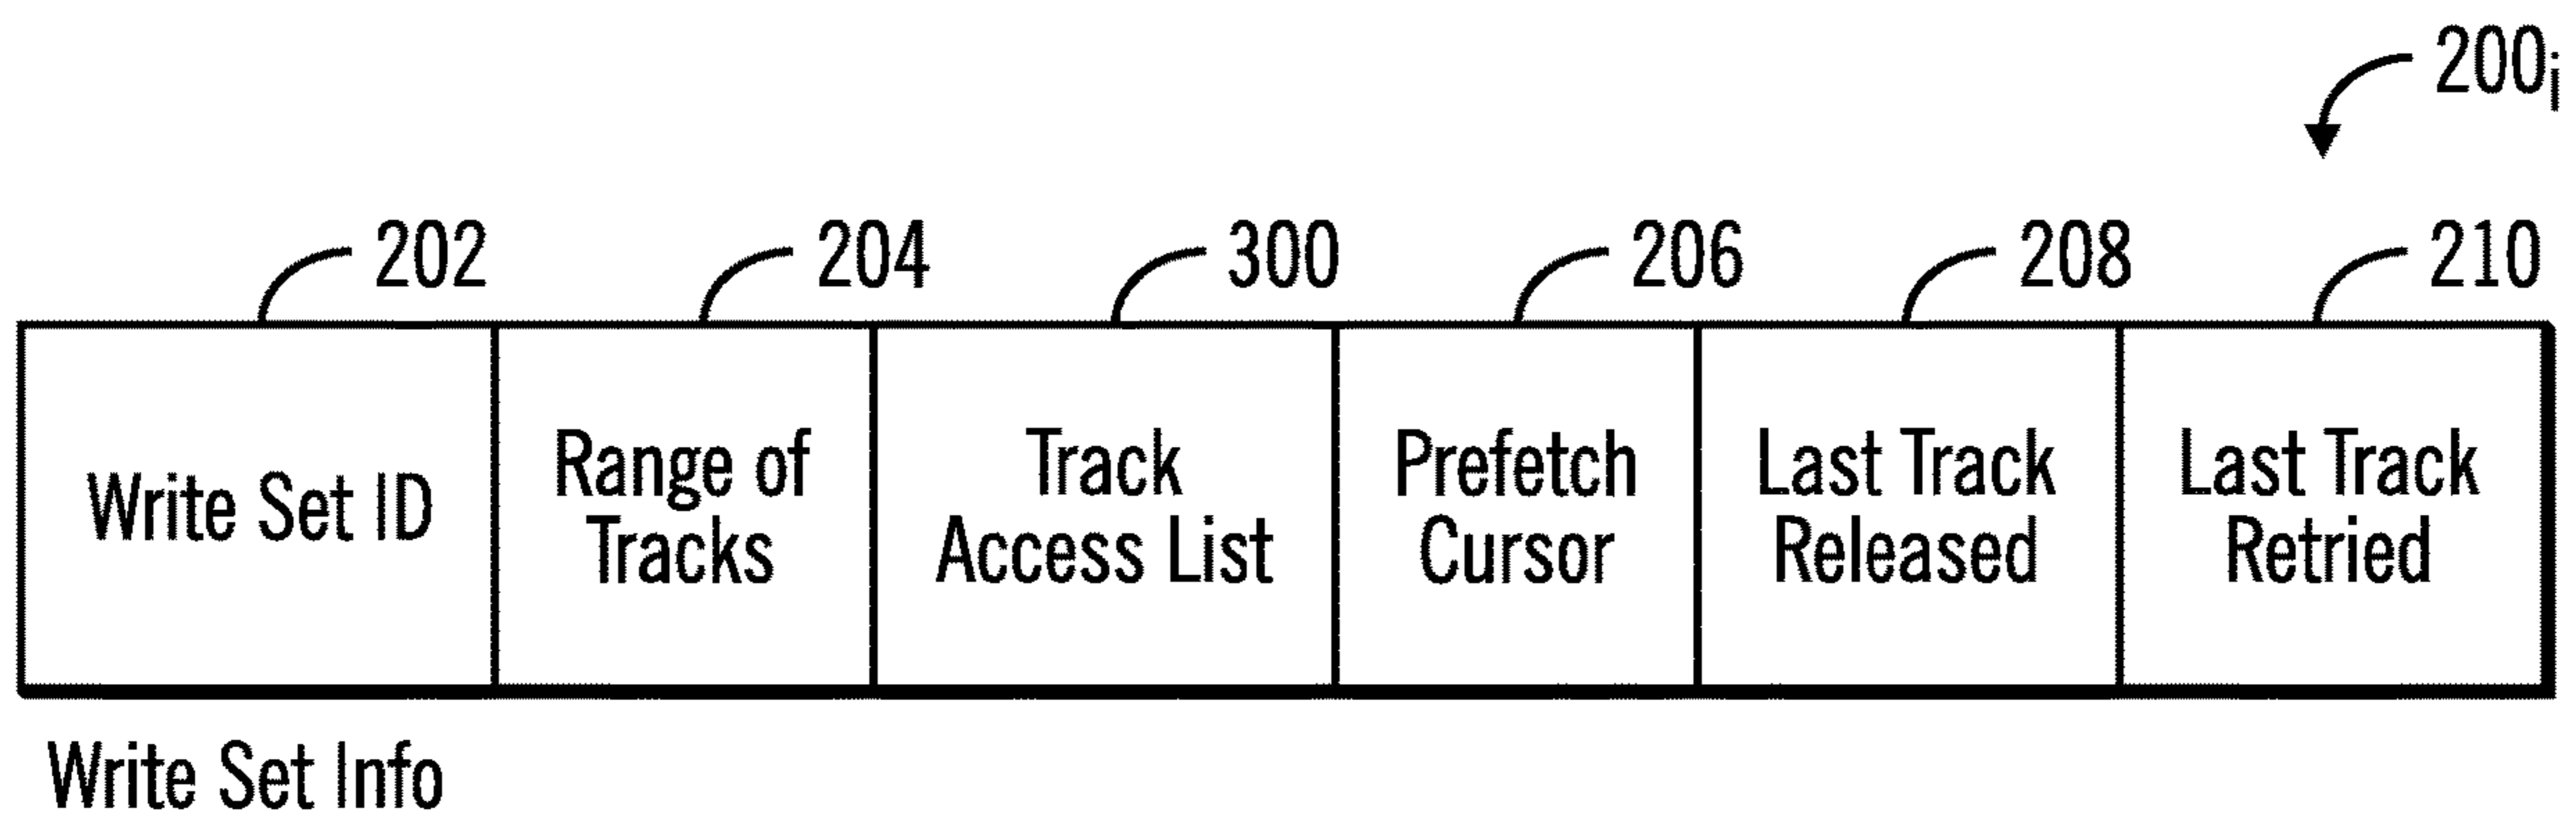 200i
202
204
300
206
208
210
Write Set ID
Range of
Tracks
Track
Access List
Prefetch
Cursor
Last Track
Released
Last Track
Retried
Write Set Info